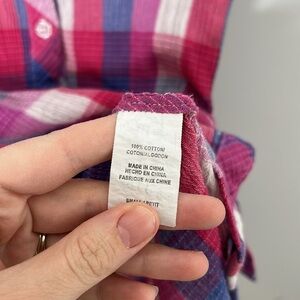 100% COTTON/
COTON/ALGODON
MADE IN CHINA
HECHO EN CHINA
FABRIQUE AUX CHINE